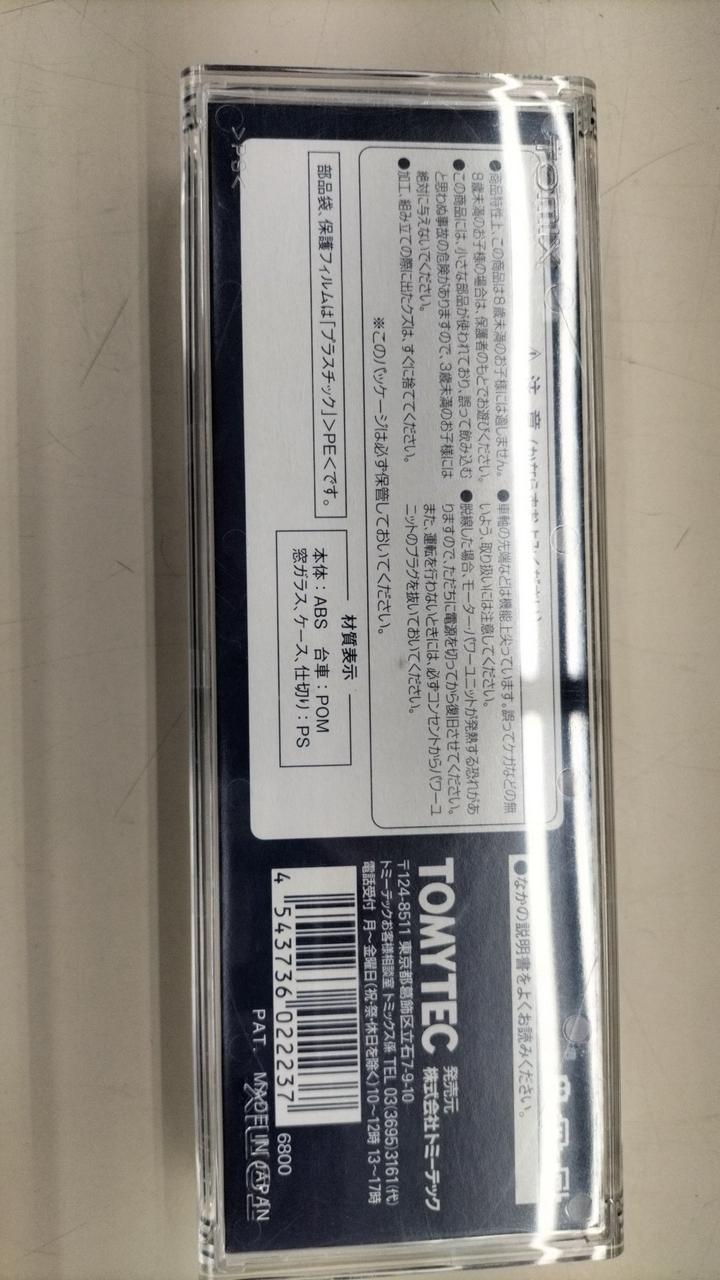 TOMIX
●商品特性上、この商品は8歳未満のお子様には適しません。
8歳未満のお子様の場合は、保護者のもとでお遊びください。
●この商品には、小さな部品が使われており、誤って飲み込む
と思わぬ事故の危険がありますので、3歳未満のお子様には
絶対に与えないでください。
●加工、組み立ての際に出たクズは、すぐに捨ててください。
●車軸の先端などは機能上尖っています。誤ってケガなどの無
いよう、取り扱いには注意してください。
●脱線した場合、モーター・パワーユニットが発熱する恐れがあ
りますので、ただちに電源を切ってから復旧させてください。
また、運転を行わないときには、必ずコンセントからパワーユ
ニットのプラグを抜いておいてください。
※このパッケージは必ず保管しておいてください。
部品袋、保護フィルムは「プラスチック」>PE<です。
材質表示
本体：ABS 台車：POM
窓ガラス、ケース、仕切り：PS
>PS<
●なかの説明書をよくお読みください。
TOMYTEC 発売元 株式会社トミーテック
〒124-8511 東京都葛飾区立石7-9-10
トミーテックお客様相談室 トミックス係 TEL 03(3695)3161(代)
電話受付 月～金曜日(祝・祭・休日を除く)10～12時 13～17時
4 543736 022237
6800
PAT. MADE IN JAPAN